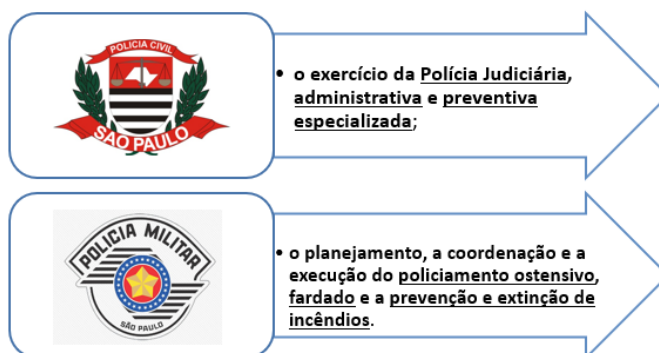 POLICIA CIVIL
SÃO PAULO
• o exercício da Polícia Judiciária,
administrativa e preventiva
especializada;
POLICIA MILITAR
SÃO PAULO
• o planejamento, a coordenação e a
execução do policiamento ostensivo,
fardado e a prevenção e extinção de
incêndios.